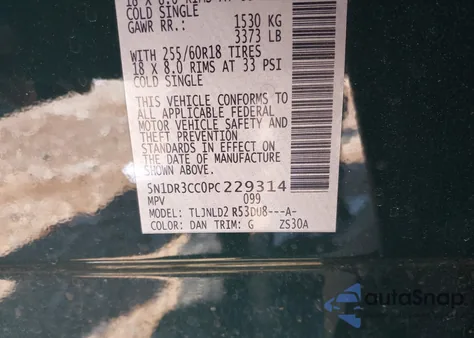 COLD SINGLE
GAWR RR.: 1530 KG
3373 LB
WITH 255/60R18 TIRES
18 X 8.0 RIMS AT 33 PSI
COLD SINGLE
THIS VEHICLE CONFORMS TO
ALL APPLICABLE FEDERAL
MOTOR VEHICLE SAFETY AND
THEFT PREVENTION
STANDARDS IN EFFECT ON
THE DATE OF MANUFACTURE
SHOWN ABOVE.
5N1DR3CC0PC229314
MPV 099
MODEL: TLJNLD2 R53DU8---A-
COLOR: DAN TRIM: G ZS30A
autoSnap